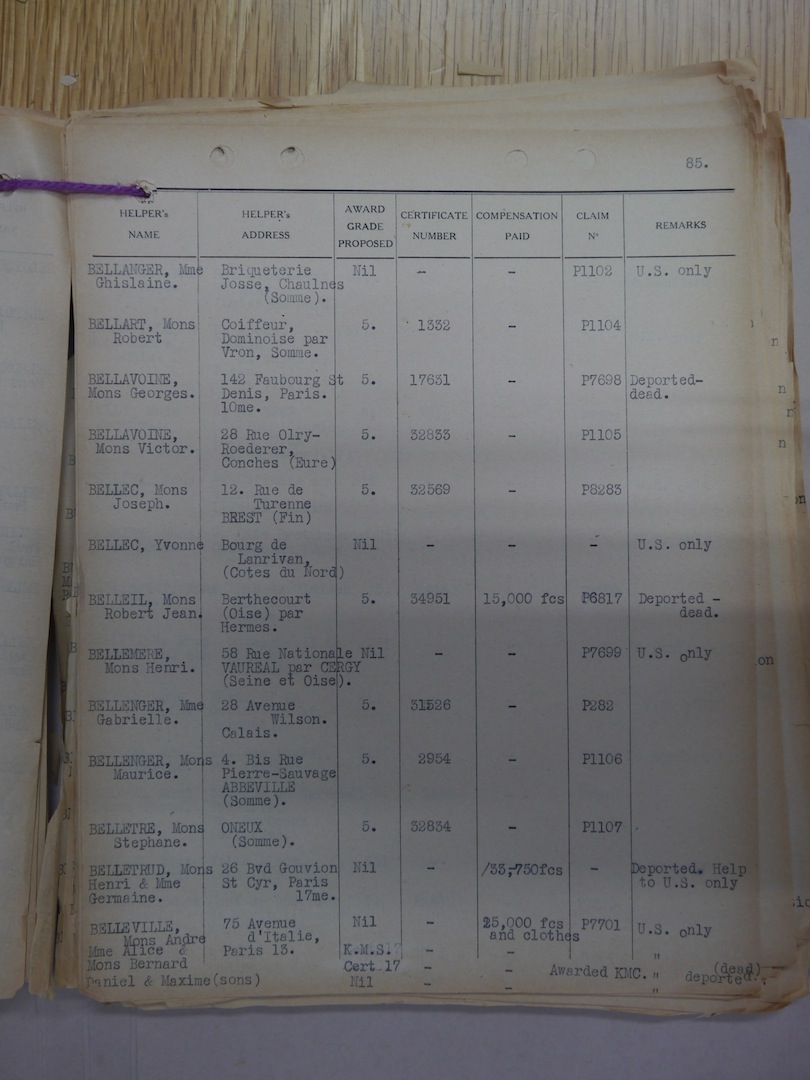 85.
HELPER's NAME | HELPER's ADDRESS | AWARD GRADE PROPOSED | CERTIFICATE NUMBER | COMPENSATION PAID | CLAIM N° | REMARKS
BELLANGER, Mme Briqueterie Nil - - P1102 U.S. only
Ghislaine. Josse, Chaulnes
(Somme).
BELLART, Mons Coiffeur, 5. 1332 - P1104
Robert Dominoise par
Vron, Somme.
BELLAVOINE, 142 Faubourg St 5. 17631 - P7698 Deported-
Mons Georges. Denis, Paris. dead.
10me.
BELLAVOINE, 28 Rue Olry- 5. 32833 - P1105
Mons Victor. Roederer,
Conches (Eure)
BELLEC, Mons 12. Rue de 5. 32569 - P8283
Joseph. Turenne
BREST (Fin)
BELLEC, Yvonne Bourg de Nil - - - U.S. only
Lanrivan,
(Cotes du Nord)
BELLEIL, Mons Berthecourt 5. 34951 15,000 fcs P6817 Deported -
Robert Jean. (Oise) par dead.
Hermes.
BELLEMERE, 58 Rue Nationale Nil - - P7699 U.S. only
Mons Henri. VAUREAL par CERGY
(Seine et Oise).
BELLENGER, Mme 28 Avenue 5. 31526 - P282
Gabrielle. Wilson.
Calais.
BELLENGER, Mons 4. Bis Rue 5. 2954 - P1106
Maurice. Pierre-Sauvage
ABBEVILLE
(Somme).
BELLETRE, Mons ONEUX 5. 32834 - P1107
Stephane. (Somme).
BELLETRUD, Mons 26 Bvd Gouvion Nil - /33,750fcs - Deported. Help
Henri & Mme St Cyr, Paris to U.S. only
Germaine. 17me.
BELLEVILLE, 75 Avenue Nil - 25,000 fcs P7701 U.S. only
Mons Andre d'Italie, and clothes
Mme Alice & Paris 13. K.M.S. - "
Mons Bernard Cert 17 - - Awarded KMC. " (dead)
deported.
Daniel & Maxime(sons) Nil - - "